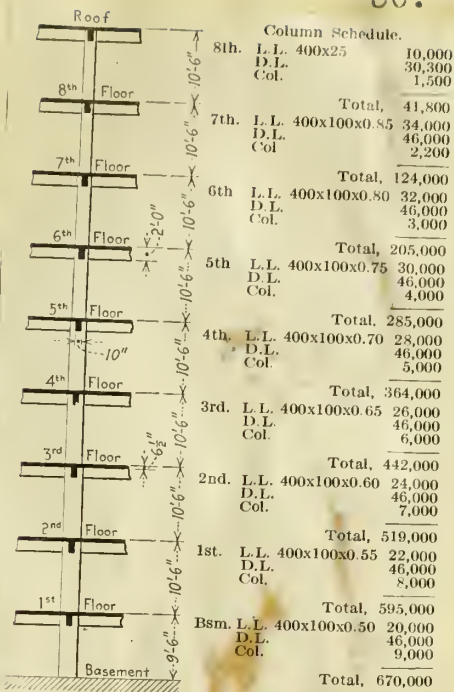 Roof
8th Floor
7th Floor
6th Floor
5th Floor
4th Floor
3rd Floor
2nd Floor
1st Floor
Basement
10'-6"
10'-6"
10'-6"
2'-0"
10'-6"
10"
10'-6"
10'-6"
6½"
10'-6"
10'-6"
9'-6"
Column Schedule.
8th. L.L. 400x25 10,000
D.L. 30,300
Col. 1,500
Total, 41,800
7th. L.L. 400x100x0.85 34,000
D.L. 46,000
Col 2,200
Total, 124,000
6th L.L. 400x100x0.80 32,000
D.L. 46,000
Col. 3,000
Total, 205,000
5th L.L. 400x100x0.75 30,000
D.L. 46,000
Col. 4,000
Total, 285,000
4th. L.L. 400x100x0.70 28,000
D.L. 46,000
Col. 5,000
Total, 364,000
3rd. L.L. 400x100x0.65 26,000
D.L. 46,000
Col. 6,000
Total, 442,000
2nd. L.L. 400x100x0.60 24,000
D.L. 46,000
Col. 7,000
Total, 519,000
1st. L.L. 400x100x0.55 22,000
D.L. 46,000
Col. 8,000
Total, 595,000
Bsm. L.L. 400x100x0.50 20,000
D.L. 46,000
Col. 9,000
Total, 670,000